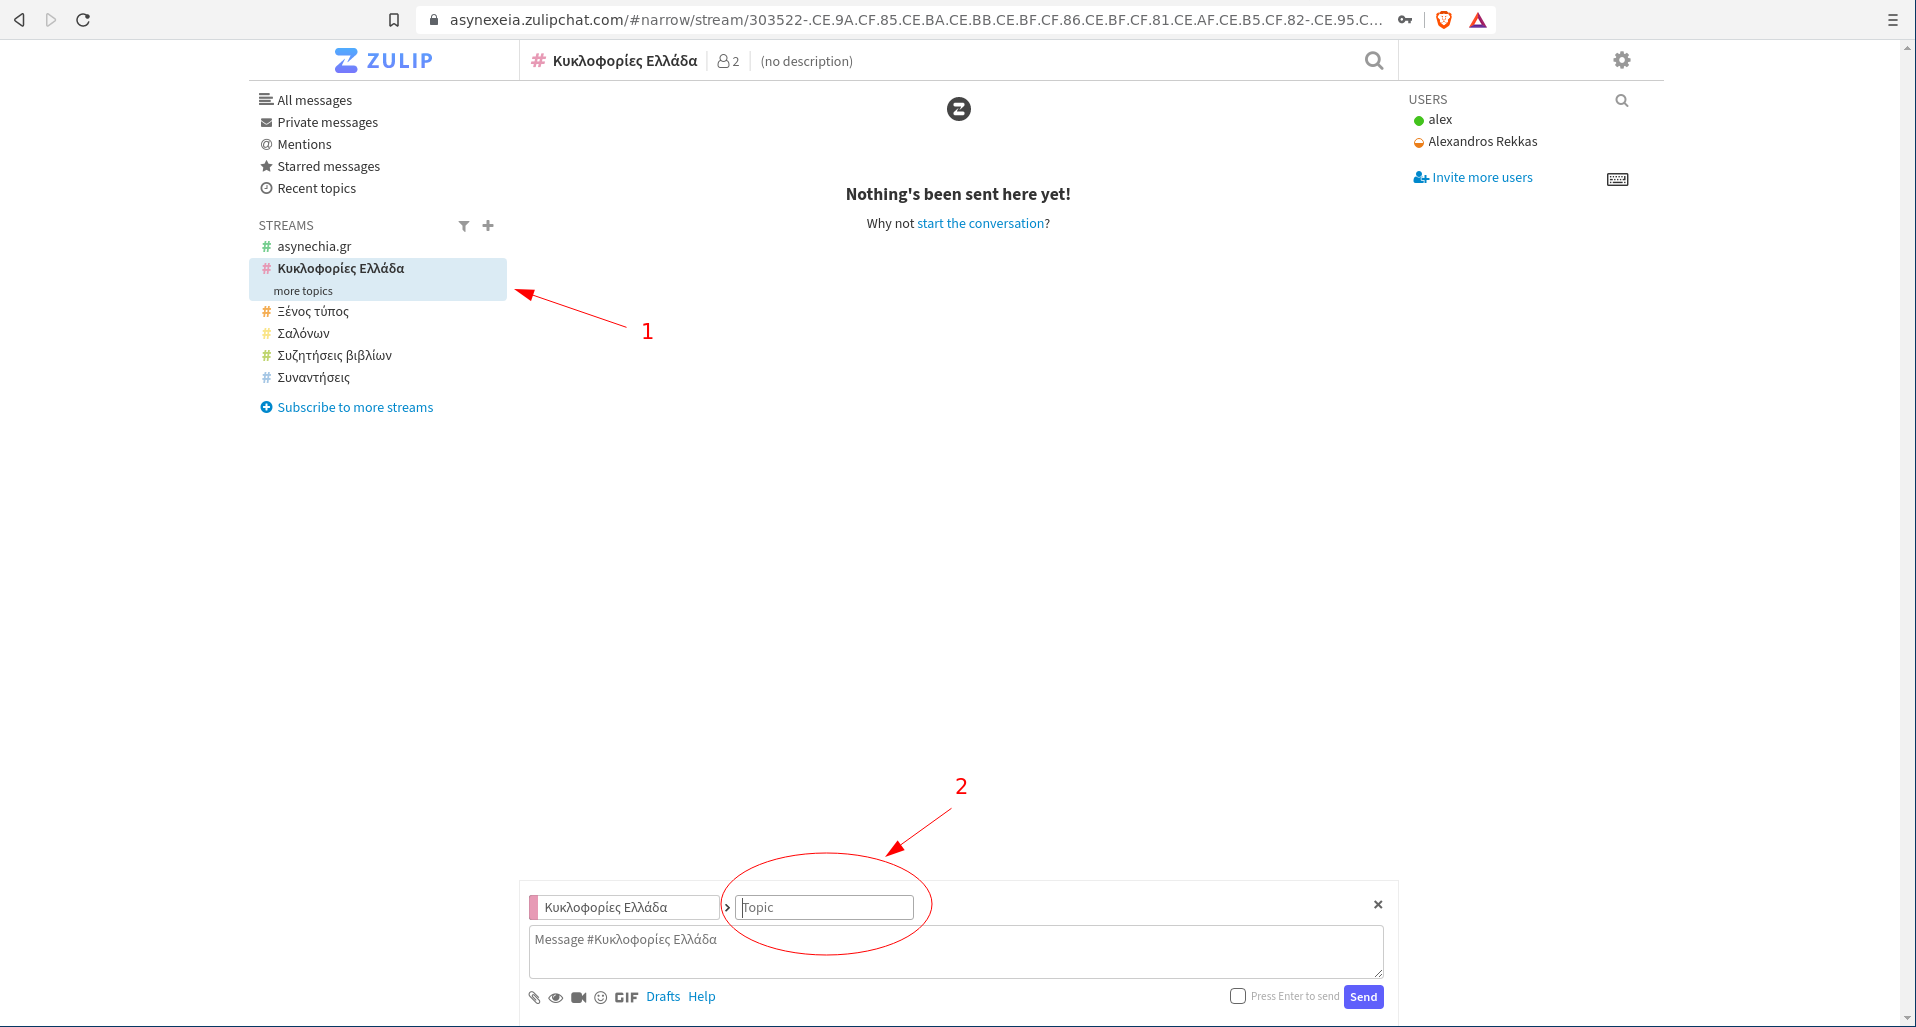 asynexeia.zulipchat.com/#narrow/stream/303522-.CE.9A.CF.85.CE.BA.CE.BB.CE.BF.CF.86.CE.BF.CF.81.CE.AF.CE.B5.CF.82-.CE.95.C...
ZULIP
# Κυκλοφορίες Ελλάδα 2 (no description)
All messages
Private messages
@ Mentions
Starred messages
Recent topics
STREAMS
# asynechia.gr
# Κυκλοφορίες Ελλάδα
more topics
# Ξένος τύπος
# Σαλόνων
# Συζητήσεις βιβλίων
# Συναντήσεις
Subscribe to more streams
Nothing's been sent here yet!
Why not start the conversation?
1
2
Κυκλοφορίες Ελλάδα > Topic
Message #Κυκλοφορίες Ελλάδα
GIF Drafts Help
Press Enter to send Send
USERS
alex
Alexandros Rekkas
Invite more users